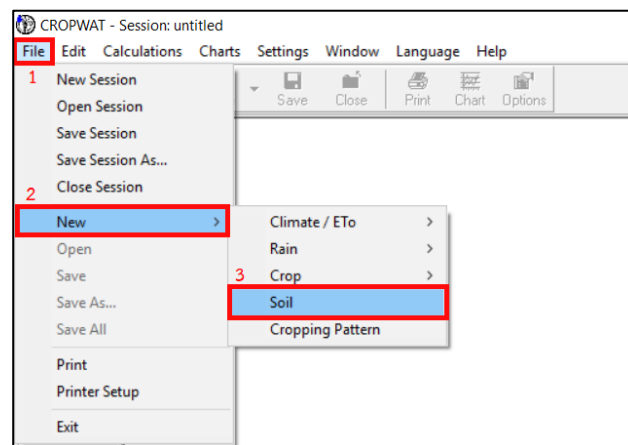 CROPWAT - Session: untitled
File Edit Calculations Charts Settings Window Language Help
1
New Session
Open Session
Save Session
Save Session As...
Close Session
Save Close Print Chart Options
2
New
Open
Save
Save As...
Save All
Print
Printer Setup
Exit
Climate / ETo
Rain
3
Crop
Soil
Cropping Pattern